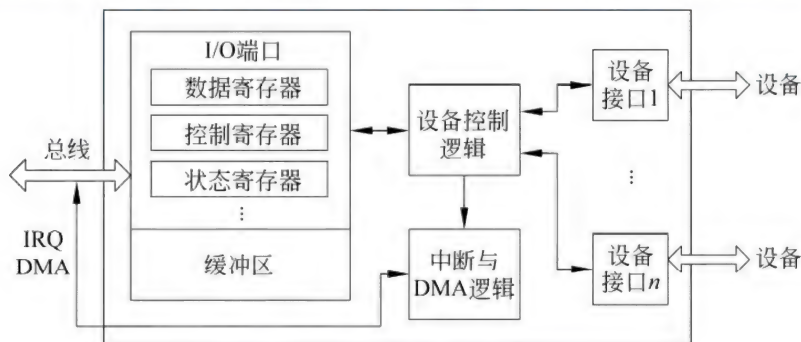 I/O端口
数据寄存器
控制寄存器
状态寄存器
⋮
缓冲区
总线
IRQ
DMA
设备控制
逻辑
中断与
DMA逻辑
设备
接口1
设备
⋮
设备
接口n
设备